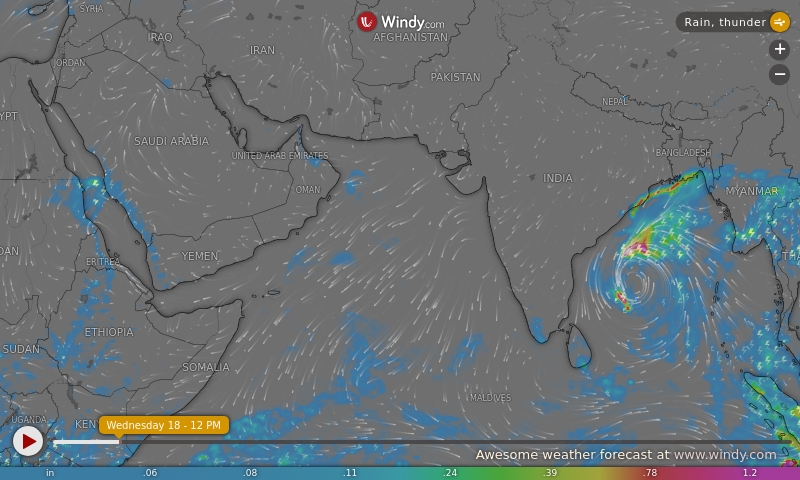 SYRIA
Windy.com
Rain, thunder
IRAQ
AFGHANISTAN
IRAN
JORDAN
PAKISTAN
NEPAL
YPT
SAUDI ARABIA
UNITED ARAB EMIRATES
BANGLADESH
INDIA
OMAN
MYANMAR
DAN
YEMEN
THA
ERITREA
ETHIOPIA
SUDAN
SOMALIA
MALDIVES
UGANDA
KEN
Wednesday 18 - 12 PM
Awesome weather forecast at www.windy.com
in .06 .08 .11 .24 .39 .78 1.2